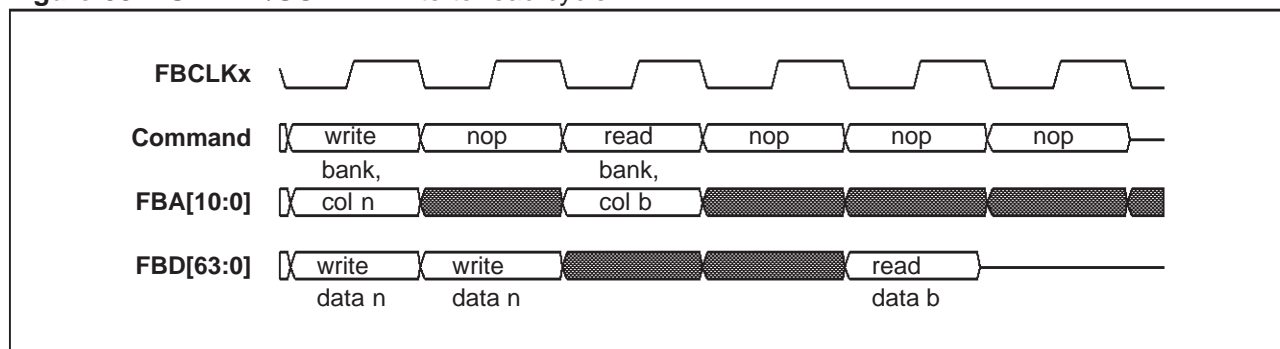 FBCLKx
Command write nop read nop nop nop
bank, bank,
FBA[10:0] col n col b
FBD[63:0] write write read
data n data n data b